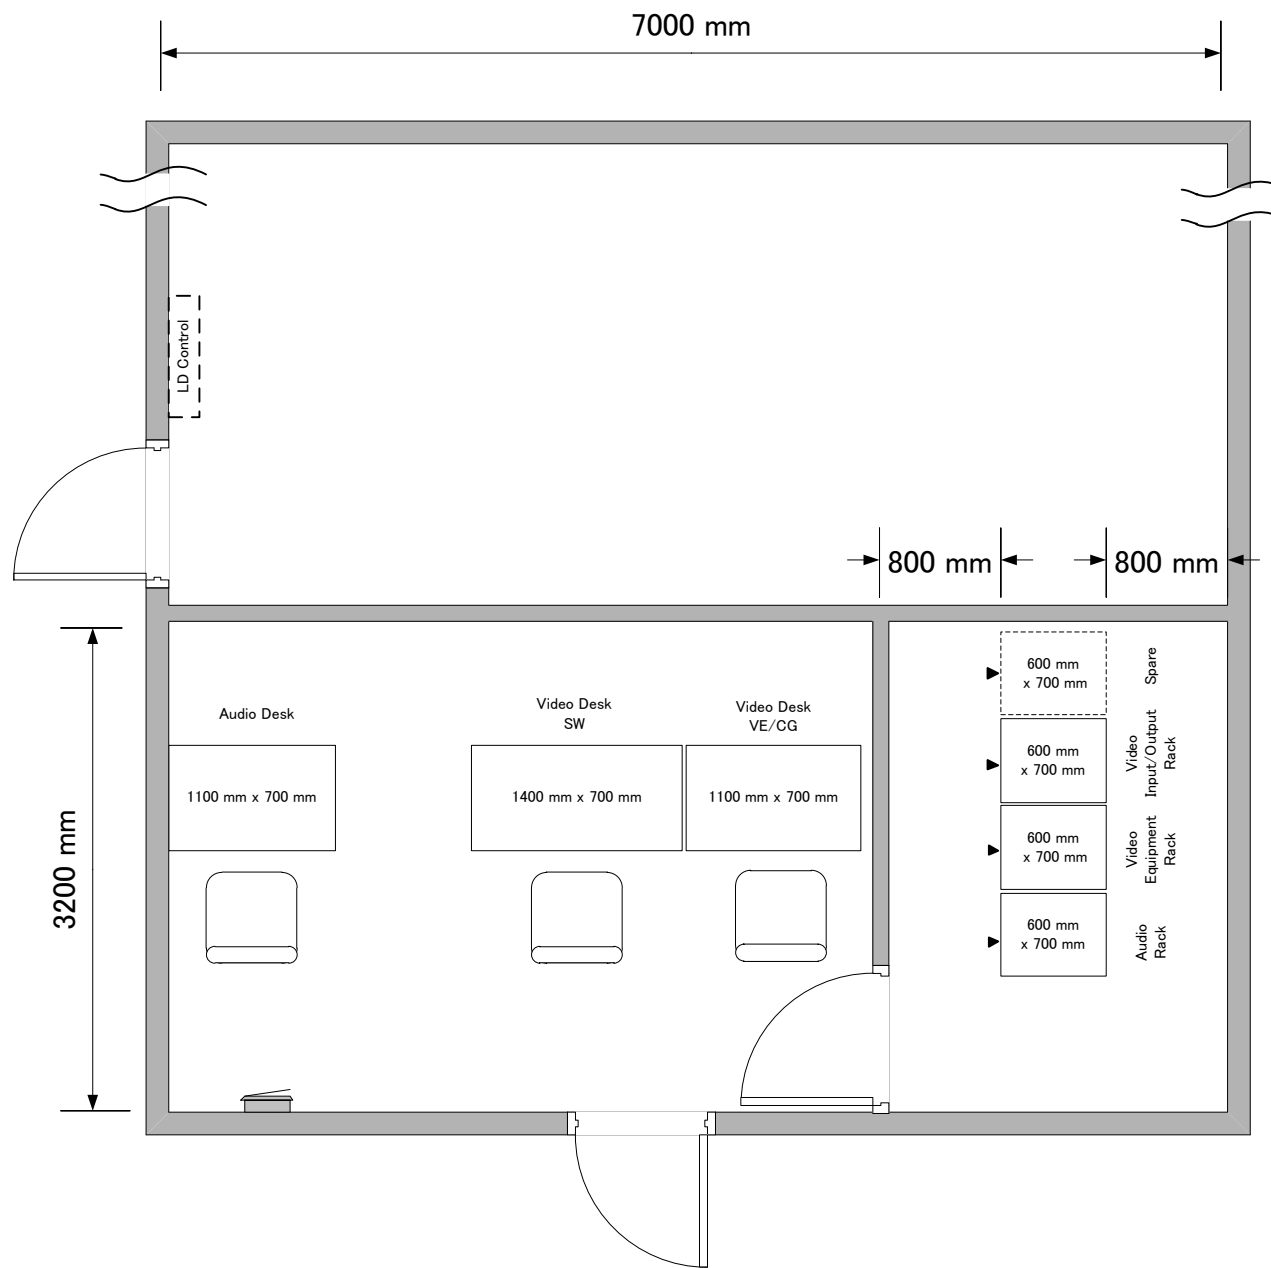 7000 mm
LD Control
800 mm
800 mm
3200 mm
Audio Desk
1100 mm x 700 mm
Video Desk
SW
1400 mm x 700 mm
Video Desk
VE/CG
1100 mm x 700 mm
600 mm
x 700 mm
Spare
600 mm
x 700 mm
Video
Input/Output
Rack
600 mm
x 700 mm
Video
Equipment
Rack
600 mm
x 700 mm
Audio
Rack